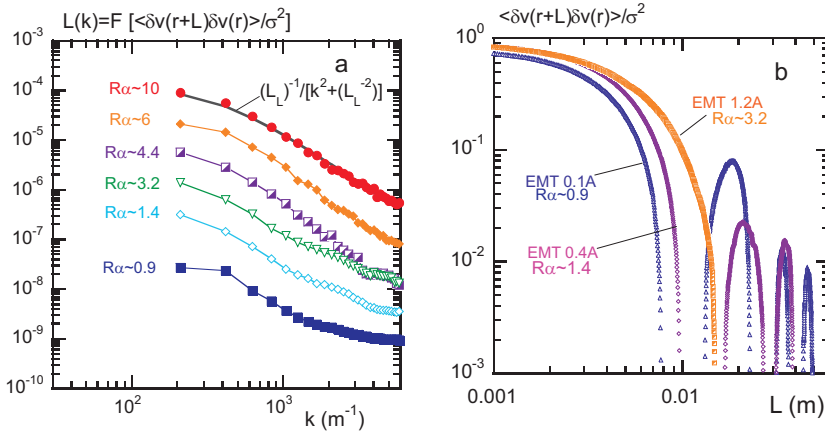 L(k)=F [<δv(r+L)δv(r)>/σ²]
a
10⁻³
10⁻⁴
10⁻⁵
10⁻⁶
10⁻⁷
10⁻⁸
10⁻⁹
10⁻¹⁰
Rα~10
(L_L)⁻¹/[k²+(L_L⁻²)]
Rα~6
Rα~4.4
Rα~3.2
Rα~1.4
Rα~0.9
10²
10³
k (m⁻¹)
<δv(r+L)δv(r)>/σ²
b
10⁰
10⁻¹
10⁻²
10⁻³
EMT 1.2A
Rα~3.2
EMT 0.1A
Rα~0.9
EMT 0.4A
Rα~1.4
0.001
0.01
L (m)